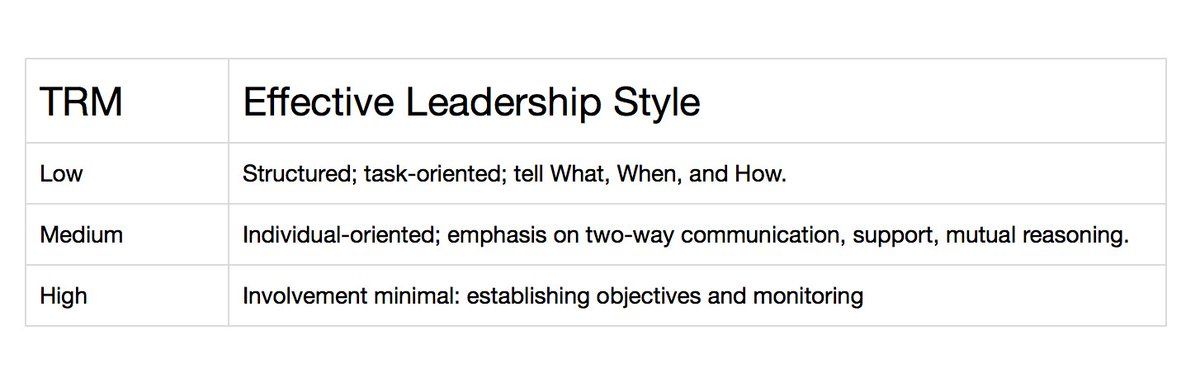 TRM Effective Leadership Style
Low Structured; task-oriented; tell What, When, and How.
Medium Individual-oriented; emphasis on two-way communication, support, mutual reasoning.
High Involvement minimal: establishing objectives and monitoring